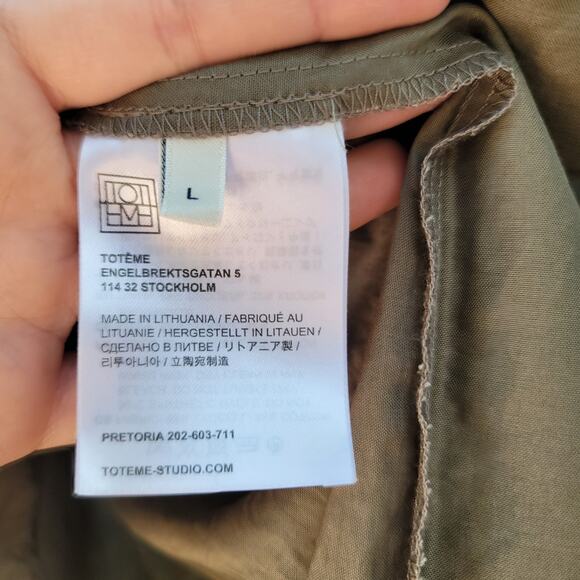 TOTEME
L
TOTÊME
ENGELBREKTSGATAN 5
114 32 STOCKHOLM
MADE IN LITHUANIA / FABRIQUÉ AU
LITUANIE / HERGESTELLT IN LITAUEN /
СДЕЛАНО В ЛИТВЕ / リトアニア製 /
리투아니아 / 立陶宛制造
PRETORIA 202-603-711
TOTEME-STUDIO.COM